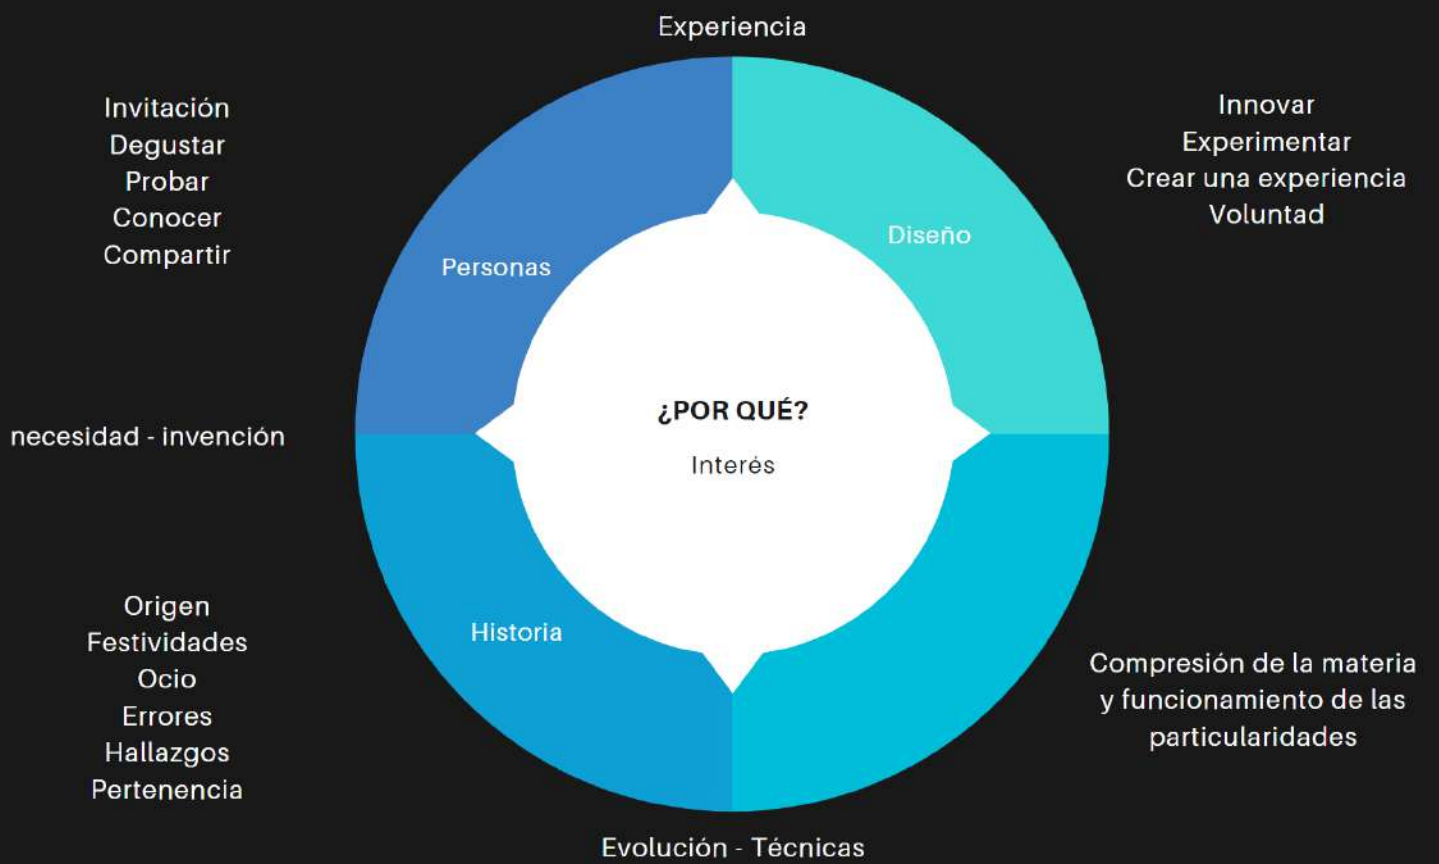 Experiencia
Invitación
Degustar
Probar
Conocer
Compartir
Innovar
Experimentar
Crear una experiencia
Voluntad
Personas
Diseño
¿POR QUÉ?
Interés
necesidad - invención
Historia
Origen
Festividades
Ocio
Errores
Hallazgos
Pertenencia
Compresión de la materia
y funcionamiento de las
particularidades
Evolución - Técnicas